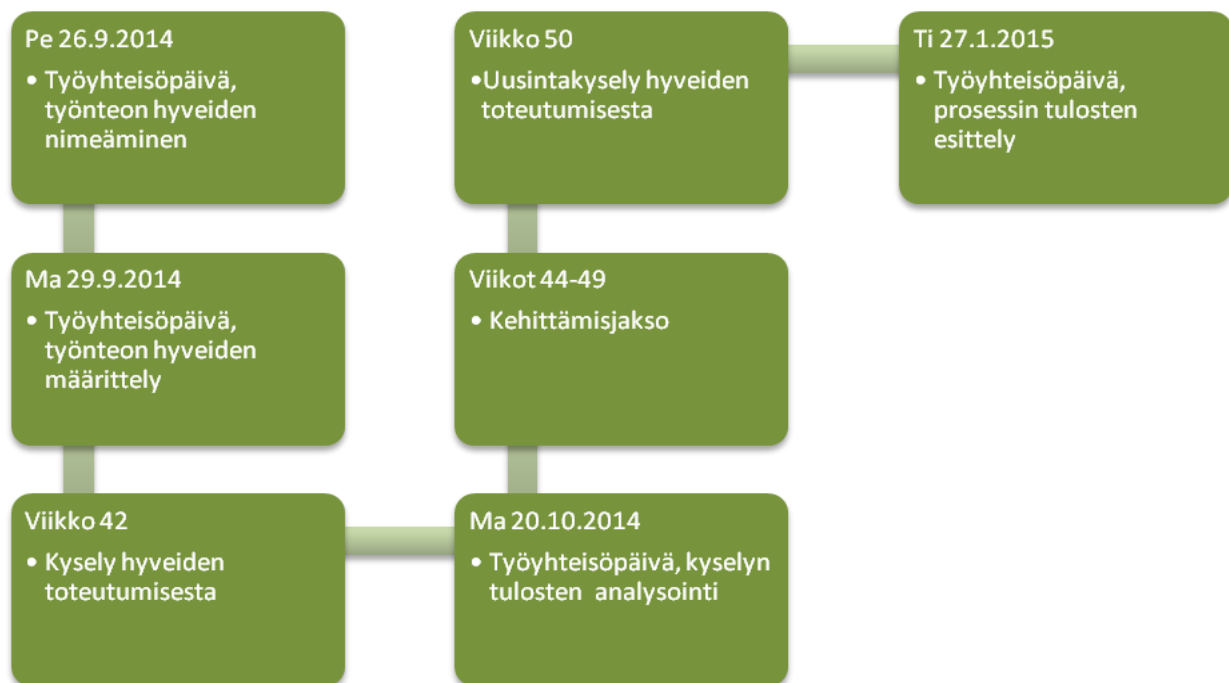 Pe 26.9.2014
• Työyhteisöpäivä,
työnteon hyveiden
nimeäminen
Ma 29.9.2014
• Työyhteisöpäivä,
työnteon hyveiden
määrittely
Viikko 42
• Kysely hyveiden
toteutumisesta
Ma 20.10.2014
• Työyhteisöpäivä, kyselyn
tulosten analysointi
Viikot 44-49
• Kehittämisjakso
Viikko 50
•Uusintakysely hyveiden
toteutumisesta
Ti 27.1.2015
• Työyhteisöpäivä,
prosessin tulosten
esittely